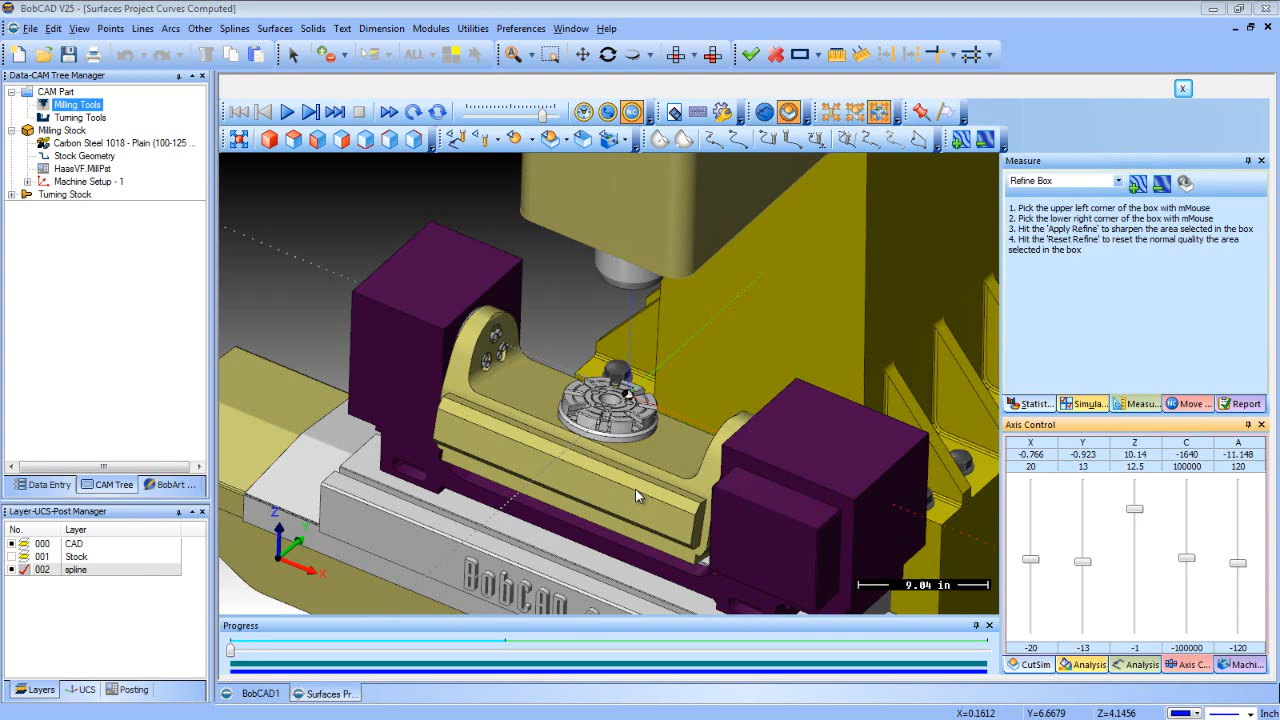 BobCAD V25 - [Surfaces Project Curves Computed]
File Edit View Points Lines Arcs Other Splines Surfaces Solids Text Dimension Modules Utilities Preferences Window Help
ALL
Data-CAM Tree Manager
CAM Part
Milling Tools
Turning Tools
Milling Stock
Carbon Steel 1018 - Plain (100-125 ...
Stock Geometry
HaasVF.MillPst
Machine Setup - 1
Turning Stock
Data Entry CAM Tree BobArt ...
Layer-UCS-Post Manager
No. Layer
000 CAD
001 Stock
002 spline
Layers UCS Posting
X
NC
Z
Y
X
BobCAD
9.04 in
Progress
BobCAD1 Surfaces Pr...
Measure
Refine Box
1. Pick the upper left corner of the box with mMouse
2. Pick the lower right corner of the box with mMouse
3. Hit the 'Apply Refine' to sharpen the area selected in the box
4. Hit the 'Reset Refine' to reset the normal quality the area
selected in the box
Statist... Simula... Measu... NC Move ... Report
Axis Control
X Y Z C A
-0.766 -0.923 10.14 -1640 -11.148
20 13 12.5 100000 120
-20 -13 -1 -100000 -120
CutSim Analysis Analysis Axis C... Machi...
X=0.1612 Y=6.6679 Z=4.1456 Inch